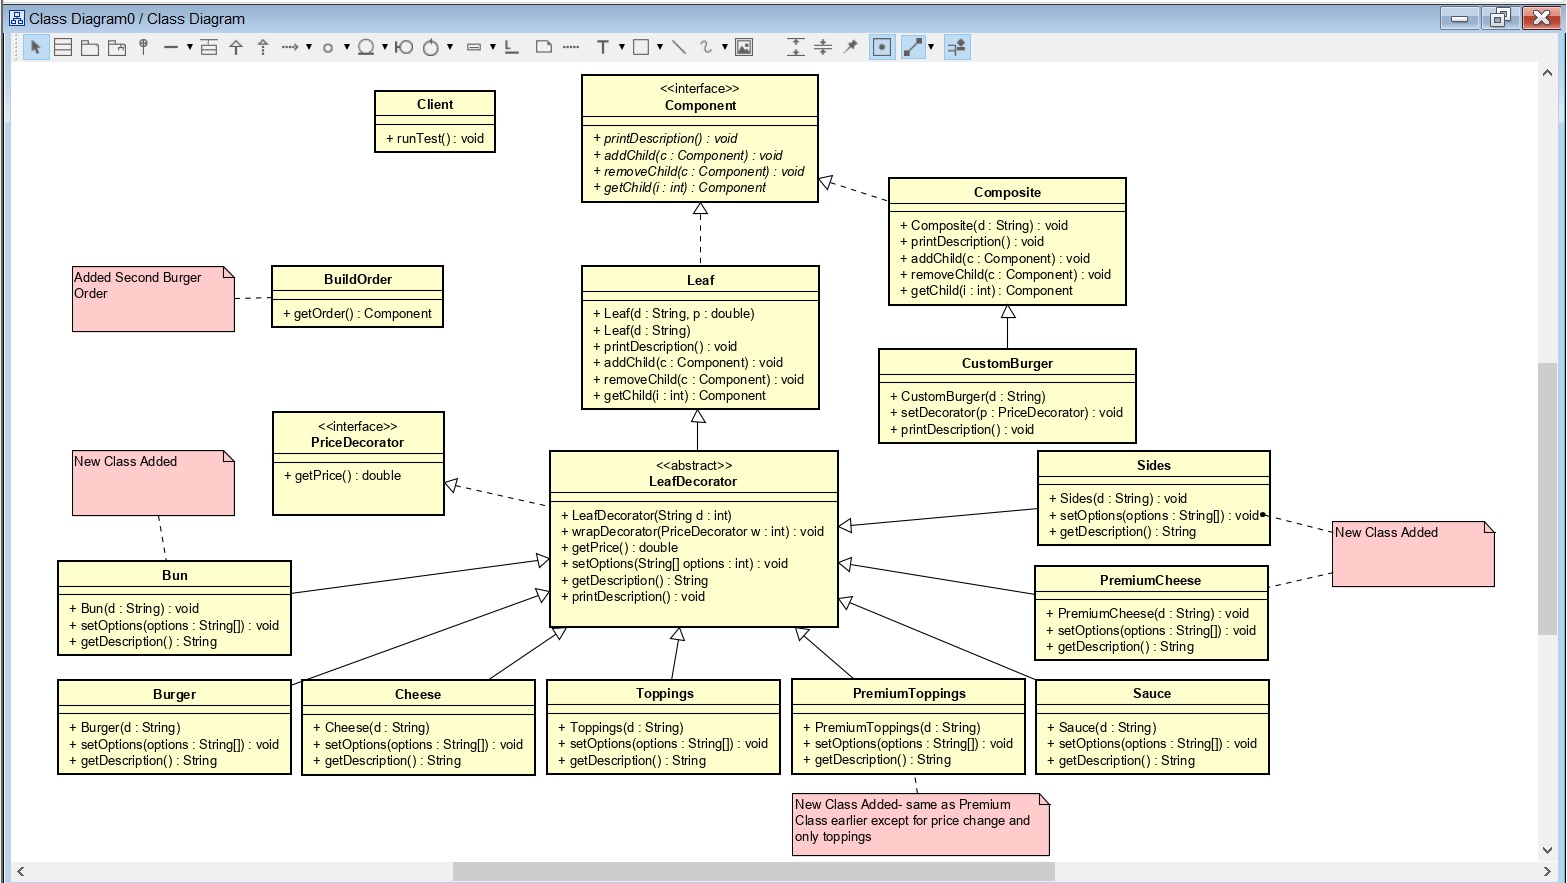 Class Diagram0 / Class Diagram
T
Client
+ runTest() : void
<<interface>>
Component
+ printDescription() : void
+ addChild(c : Component) : void
+ removeChild(c : Component) : void
+ getChild(i : int) : Component
Composite
+ Composite(d : String) : void
+ printDescription() : void
+ addChild(c : Component) : void
+ removeChild(c : Component) : void
+ getChild(i : int) : Component
Added Second Burger
Order
BuildOrder
+ getOrder() : Component
Leaf
+ Leaf(d : String, p : double)
+ Leaf(d : String)
+ printDescription() : void
+ addChild(c : Component) : void
+ removeChild(c : Component) : void
+ getChild(i : int) : Component
CustomBurger
+ CustomBurger(d : String)
+ setDecorator(p : PriceDecorator) : void
+ printDescription() : void
<<interface>>
PriceDecorator
+ getPrice() : double
New Class Added
<<abstract>>
LeafDecorator
+ LeafDecorator(String d : int)
+ wrapDecorator(PriceDecorator w : int) : void
+ getPrice() : double
+ setOptions(String[] options : int) : void
+ getDescription() : String
+ printDescription() : void
Sides
+ Sides(d : String) : void
+ setOptions(options : String[]) : void
+ getDescription() : String
New Class Added
Bun
+ Bun(d : String) : void
+ setOptions(options : String[]) : void
+ getDescription() : String
PremiumCheese
+ PremiumCheese(d : String) : void
+ setOptions(options : String[]) : void
+ getDescription() : String
Burger
+ Burger(d : String)
+ setOptions(options : String[]) : void
+ getDescription() : String
Cheese
+ Cheese(d : String)
+ setOptions(options : String[]) : void
+ getDescription() : String
Toppings
+ Toppings(d : String)
+ setOptions(options : String[]) : void
+ getDescription() : String
PremiumToppings
+ PremiumToppings(d : String)
+ setOptions(options : String[]) : void
+ getDescription() : String
Sauce
+ Sauce(d : String)
+ setOptions(options : String[]) : void
+ getDescription() : String
New Class Added- same as Premium
Class earlier except for price change and
only toppings